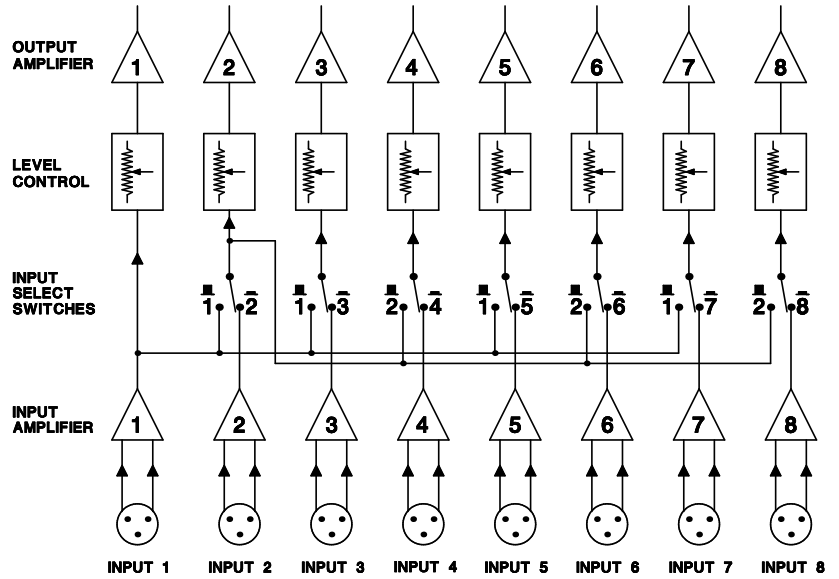 OUTPUT
AMPLIFIER
1 2 3 4 5 6 7 8
LEVEL
CONTROL
INPUT
SELECT
SWITCHES
1 2 1 3 2 4 1 5 2 6 1 7 2 8
INPUT
AMPLIFIER
1 2 3 4 5 6 7 8
INPUT 1 INPUT 2 INPUT 3 INPUT 4 INPUT 5 INPUT 6 INPUT 7 INPUT 8